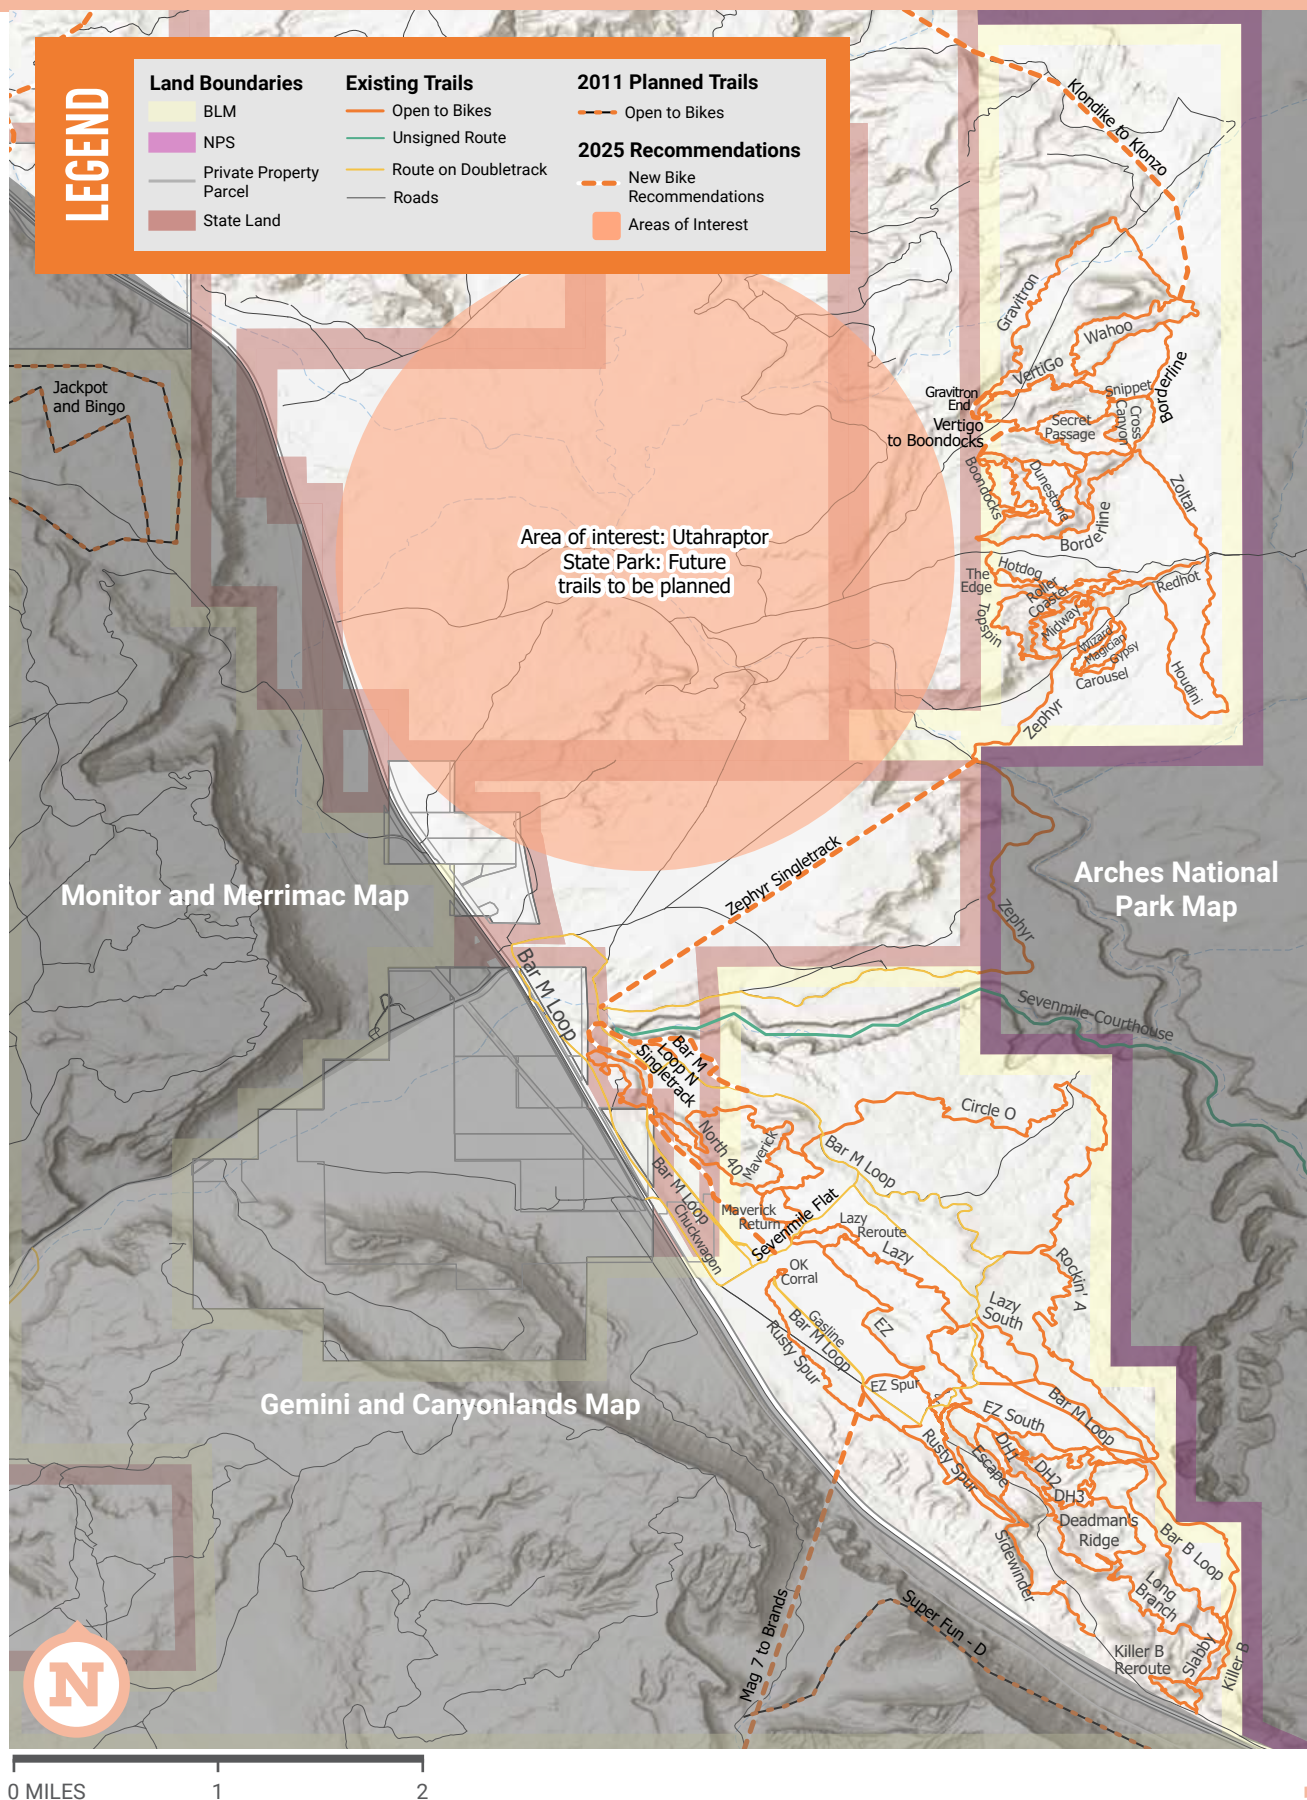 LEGEND
Land Boundaries
BLM
NPS
Private Property
Parcel
State Land
Existing Trails
Open to Bikes
Unsigned Route
Route on Doubletrack
Roads
2011 Planned Trails
Open to Bikes
2025 Recommendations
New Bike
Recommendations
Areas of Interest
Klondike to Klonzo
Gravitron
Wahoo
VertiGo
Borderline
Snippet
Gravitron
End
Cross
Canyon
Secret
Passage
Vertigo
to Boondocks
Jackpot
and Bingo
Boondocks
Dunestone
Zoltar
Borderline
Area of interest: Utahraptor
State Park: Future
trails to be planned
Hotdog
The
Edge
Roller
Coaster
Redhot
Topspin
Midway
Wizard
Magician
Gypsy
Carousel
Houdini
Zephyr
Zephyr Singletrack
Monitor and Merrimac Map
Arches National
Park Map
Zephyr
Bar M Loop
Sevenmile-Courthouse
Bar M
Loop N
Singletrack
Circle O
North 40
Maverick
Bar M Loop
Bar M Loop
Chuckwagon
Maverick
Return
Sevenmile Flat
Lazy
Reroute
Lazy
OK
Corral
Rockin' A
Lazy
South
Gasline
Bar M Loop
Rusty Spur
EZ
EZ Spur
Gemini and Canyonlands Map
EZ South
Bar M Loop
Rusty Spur
Escape
DH1
DH2
DH3
Deadman's
Ridge
Sidewinder
Bar B Loop
Long
Branch
Mag 7 to Brands
Super Fun - D
Killer B
Reroute
Slabby
Killer B
N
0 MILES
1
2